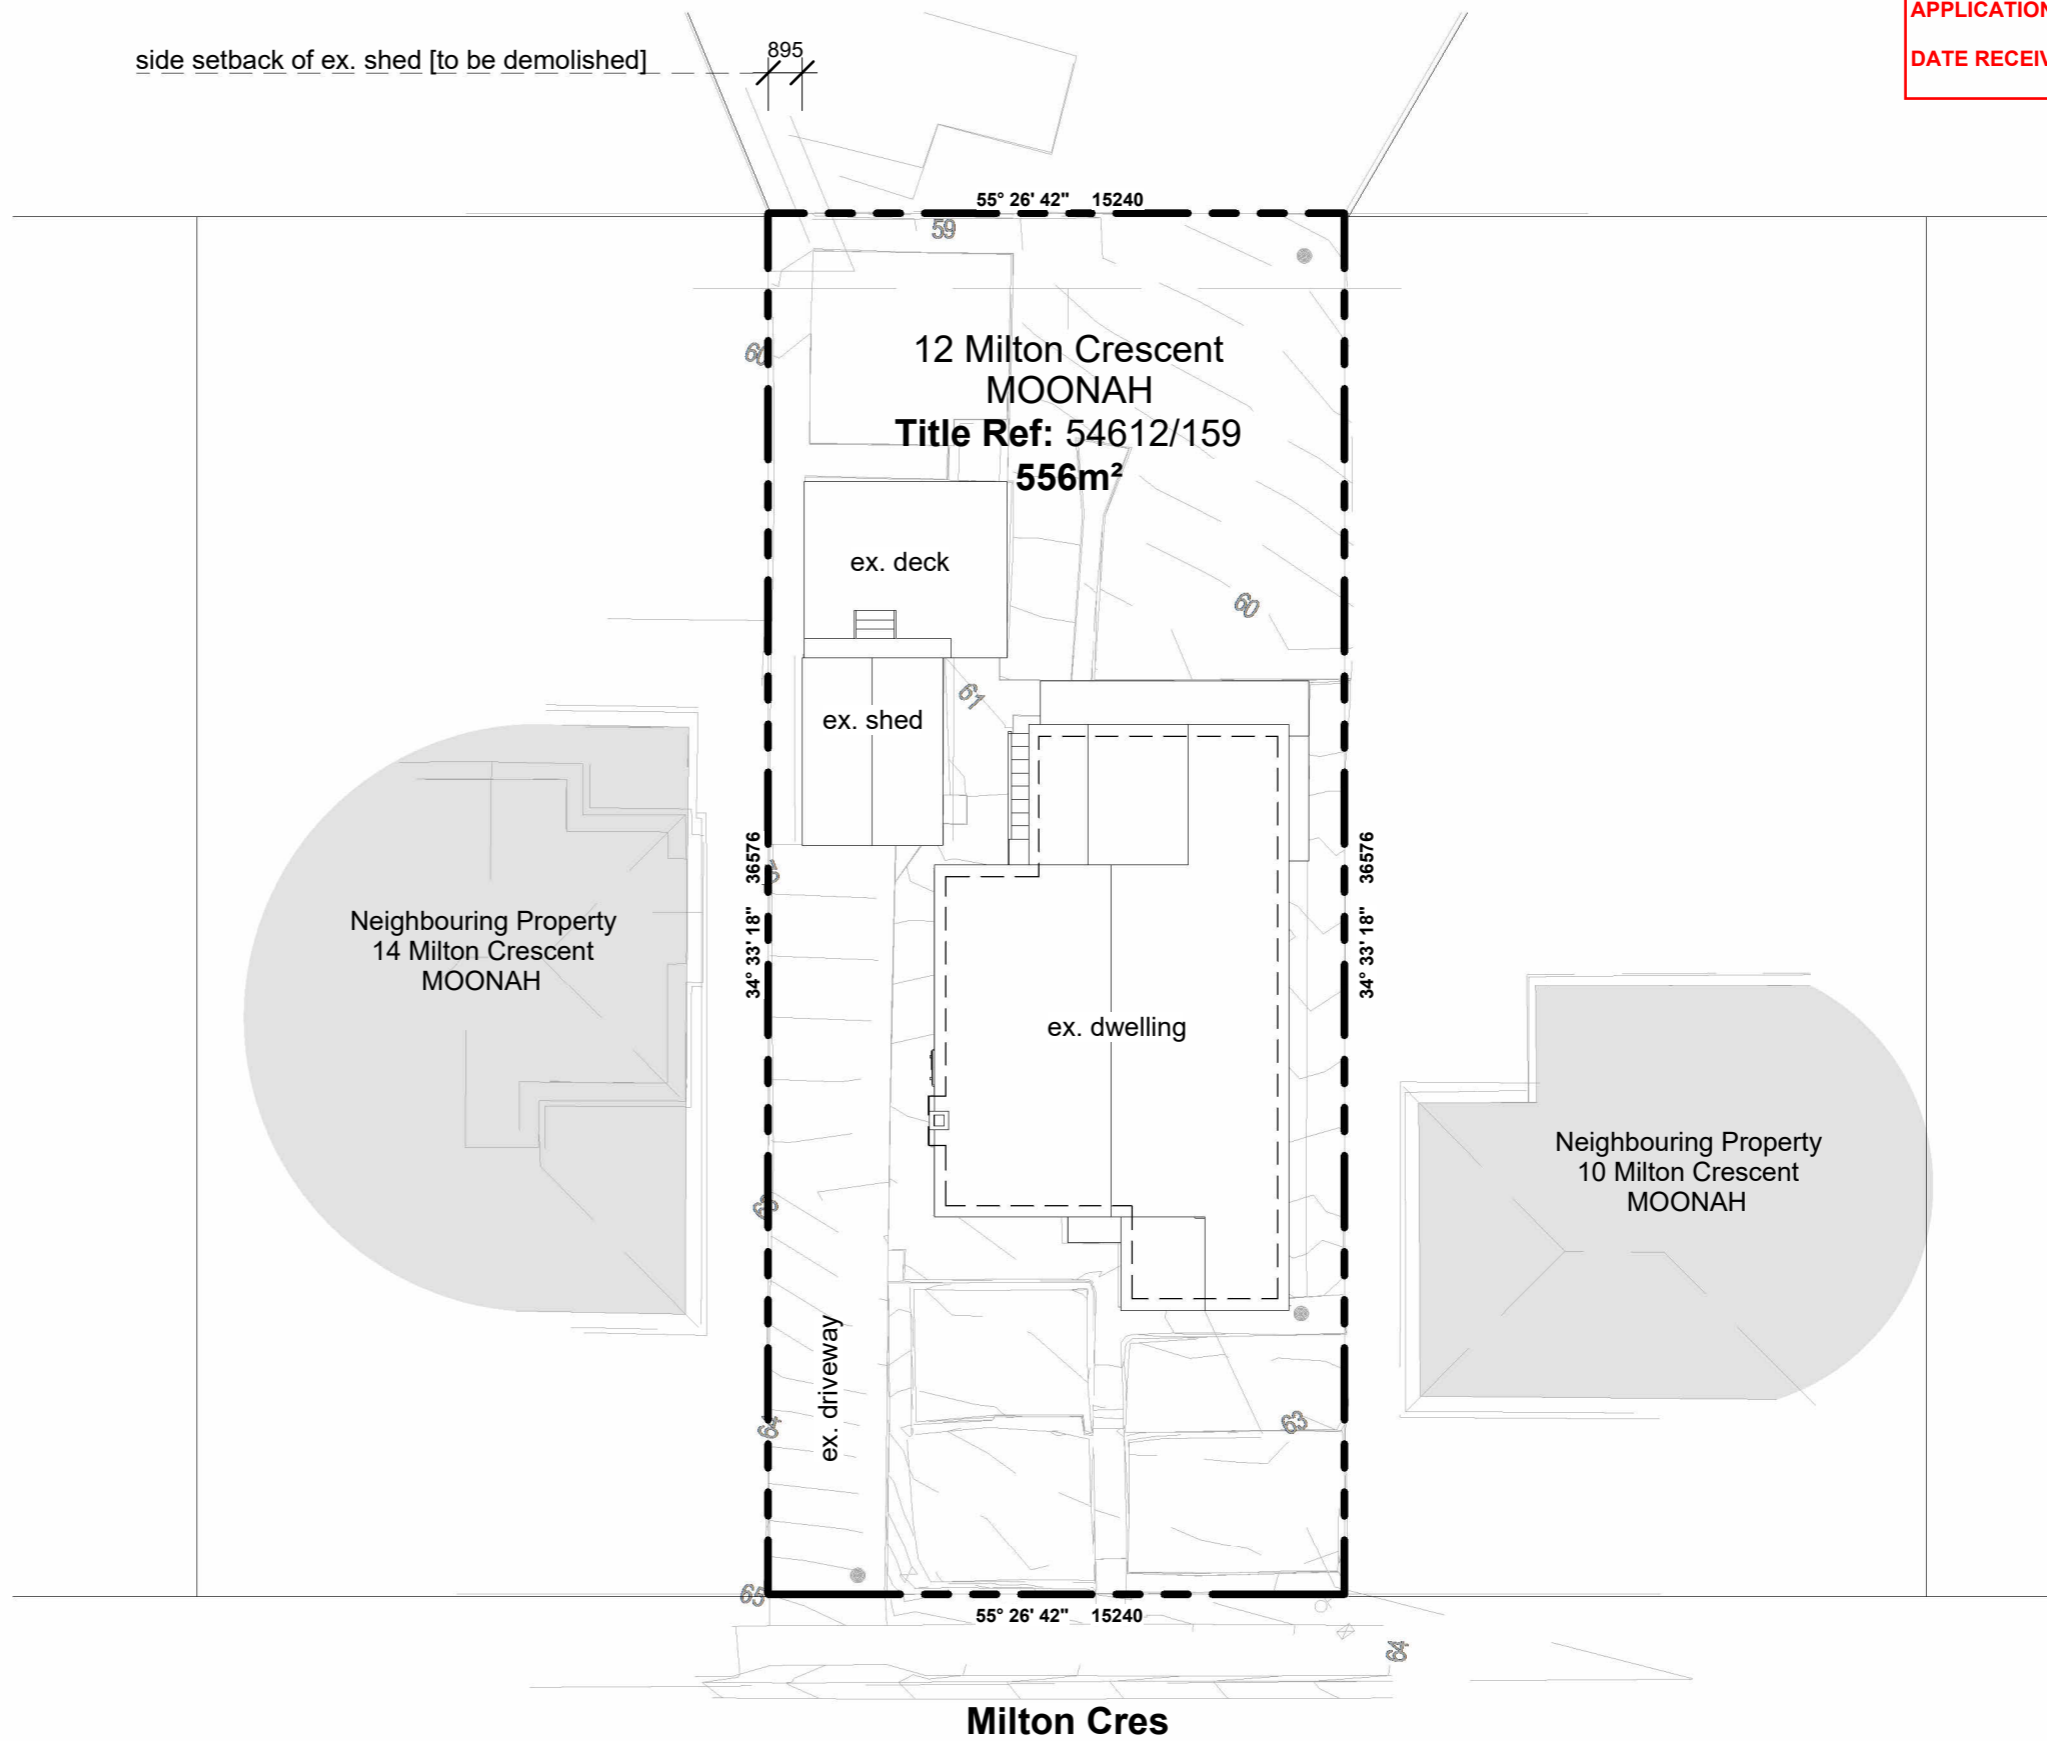 APPLICATION
DATE RECEIV
side setback of ex. shed [to be demolished]
895
55° 26' 42" 15240
59
60
12 Milton Crescent
MOONAH
Title Ref: 54612/159
556m²
ex. deck
60
61
ex. shed
34° 33' 18" 36576
34° 33' 18" 36576
Neighbouring Property
14 Milton Crescent
MOONAH
ex. dwelling
Neighbouring Property
10 Milton Crescent
MOONAH
63
ex. driveway
64
63
65
55° 26' 42" 15240
64
Milton Cres